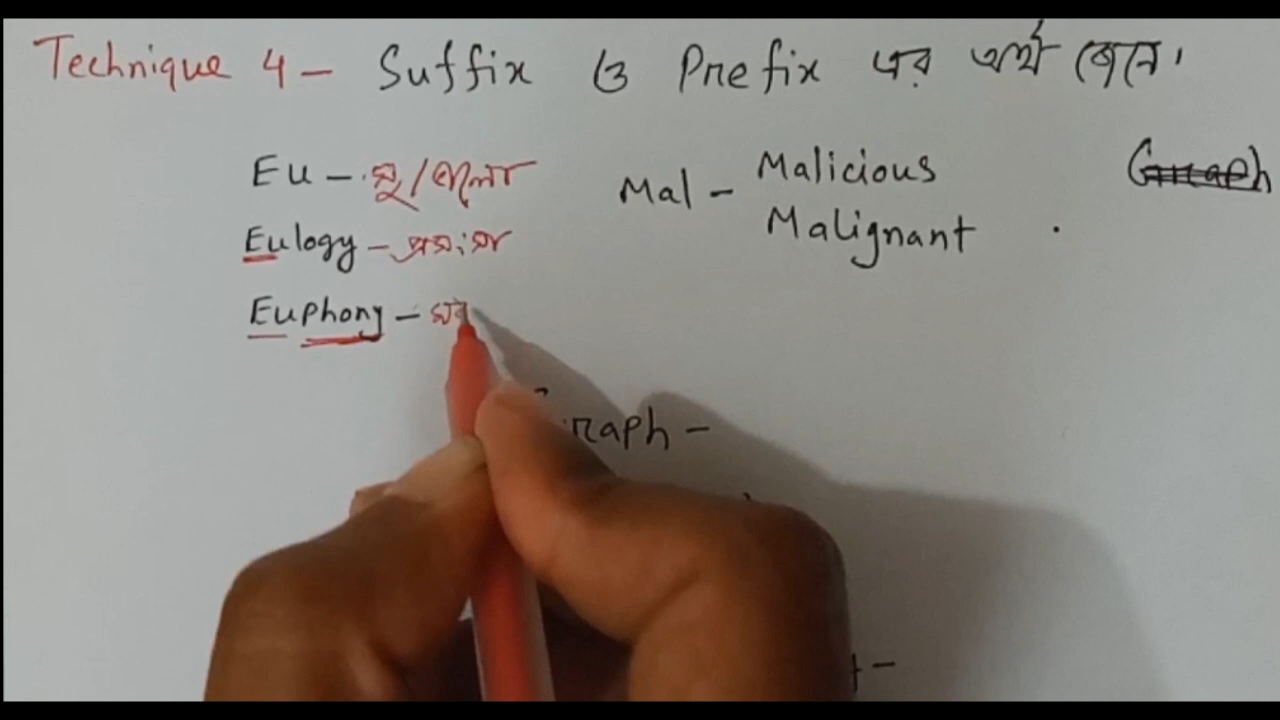 Technique 4 – Suffix ও Prefix এর অর্থ জেনে।
Eu – সু/ভালো
Eulogy – প্রশংসা
Euphony –
Mal – Malicious
Malignant
raph –